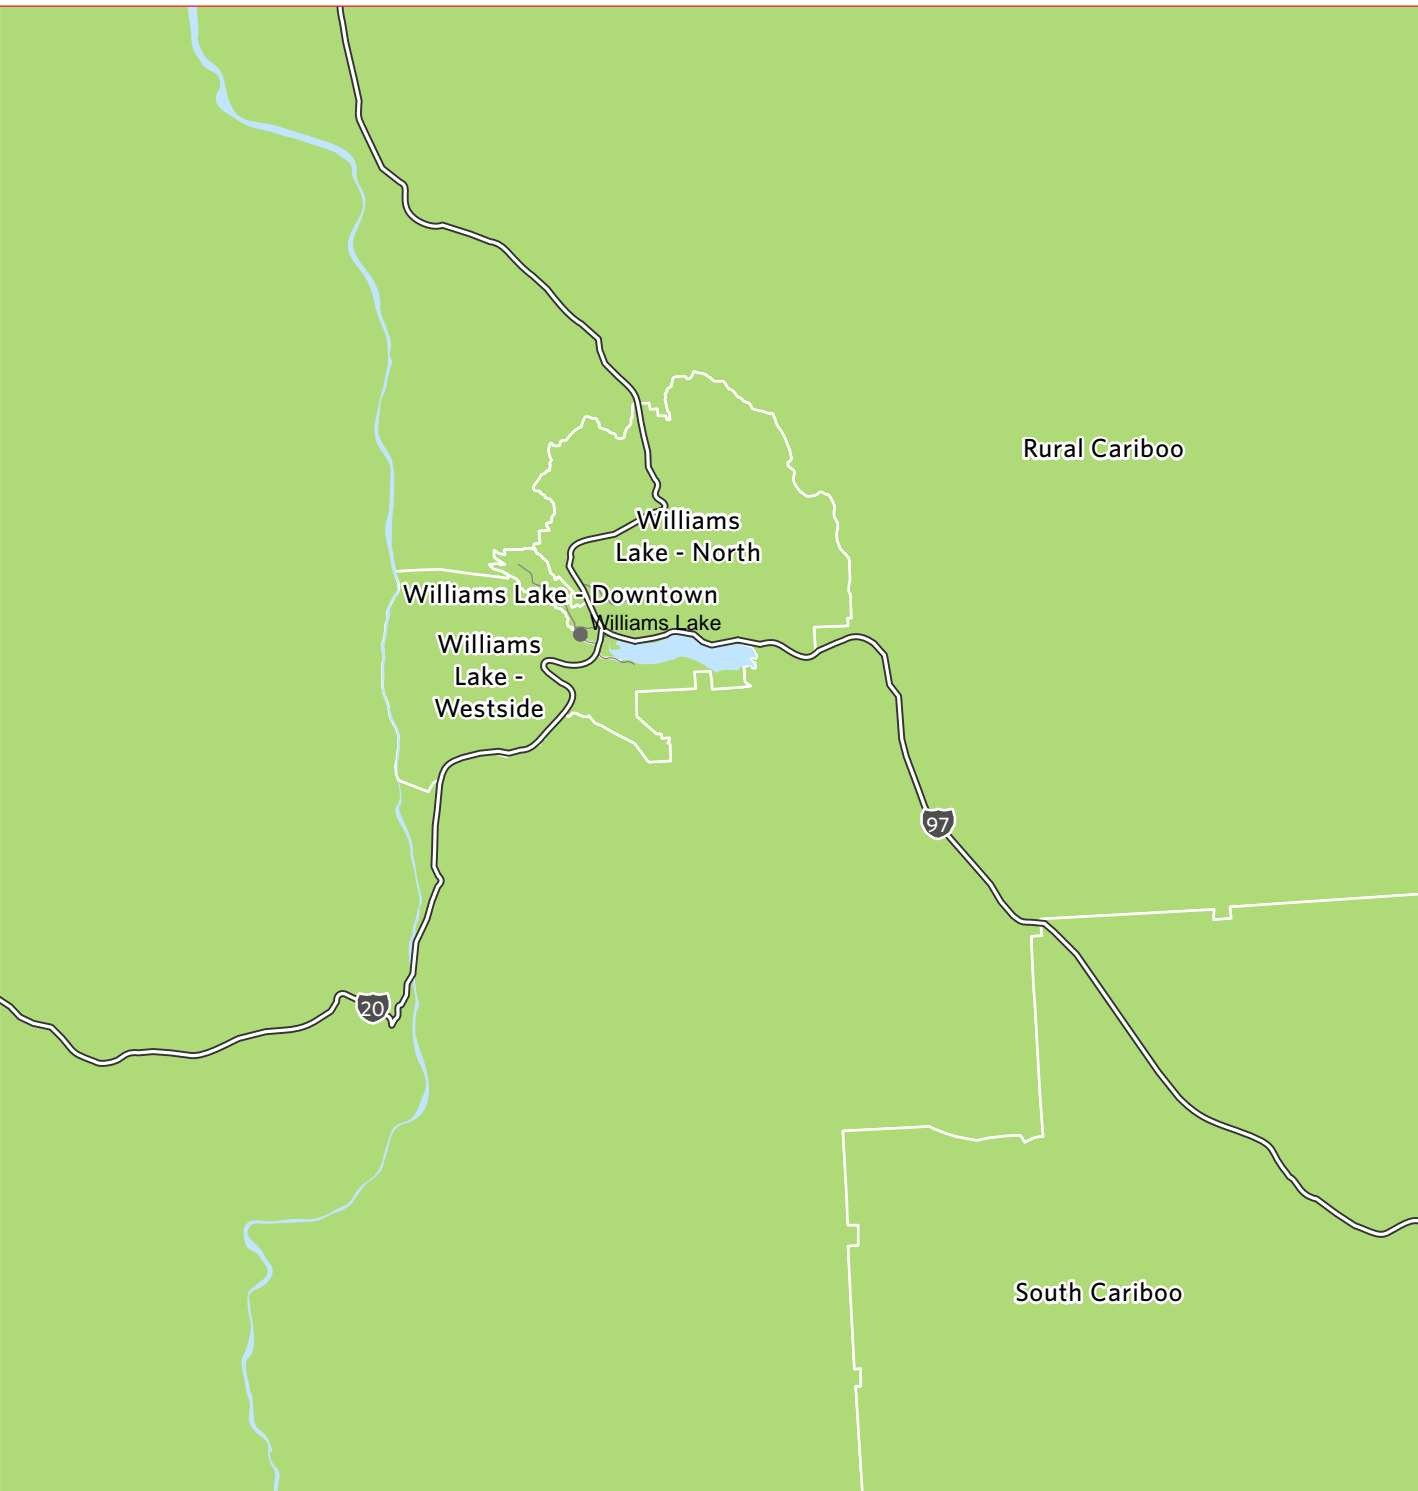 Rural Cariboo
Williams
Lake - North
Williams Lake - Downtown
Williams Lake
Williams
Lake -
Westside
97
20
South Cariboo